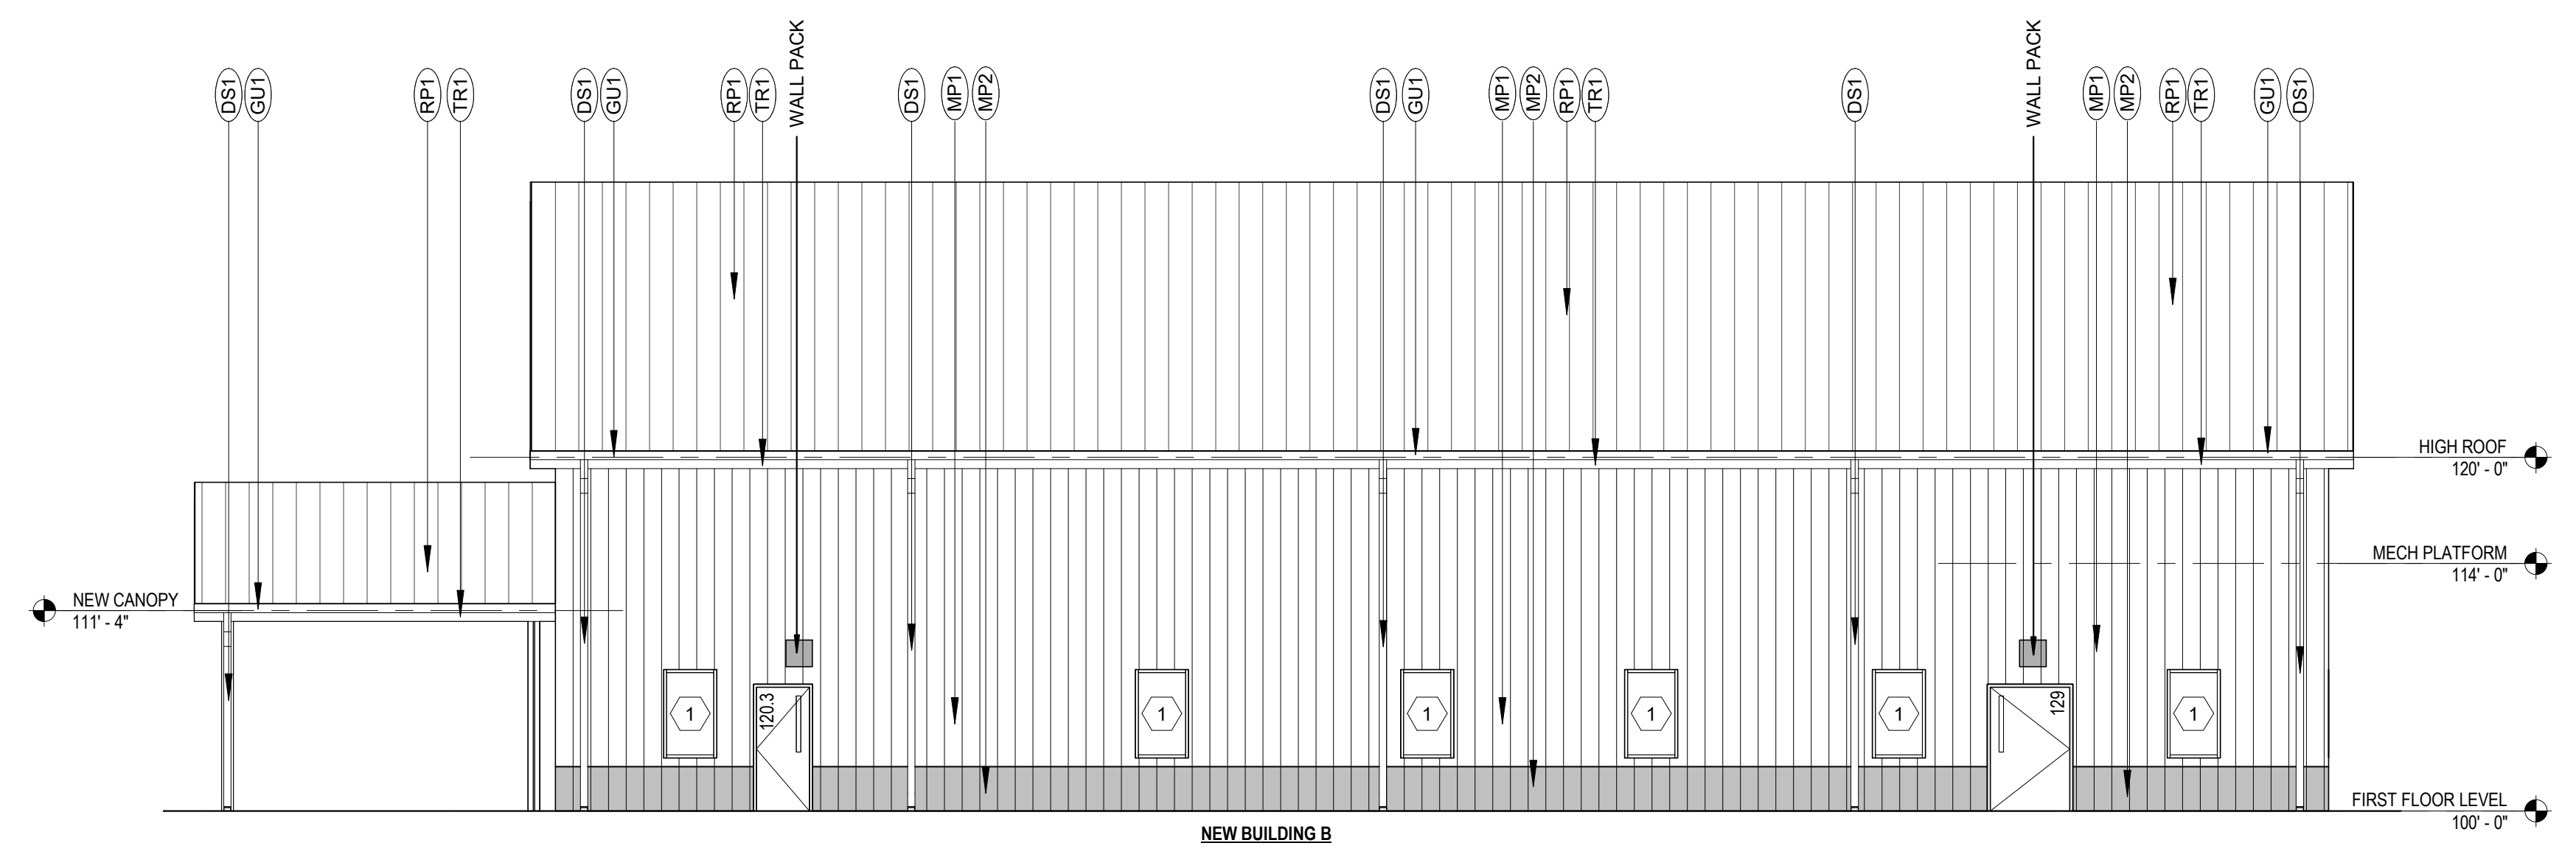 DS1
GU1
RP1
TR1
DS1
GU1
RP1
TR1
WALL PACK
DS1
MP1
MP2
DS1
GU1
MP1
MP2
RP1
TR1
DS1
WALL PACK
MP1
MP2
RP1
TR1
GU1
DS1
HIGH ROOF
120' - 0"
MECH PLATFORM
114' - 0"
NEW CANOPY
111' - 4"
1
120.3
1
1
1
1
129
1
FIRST FLOOR LEVEL
100' - 0"
NEW BUILDING B